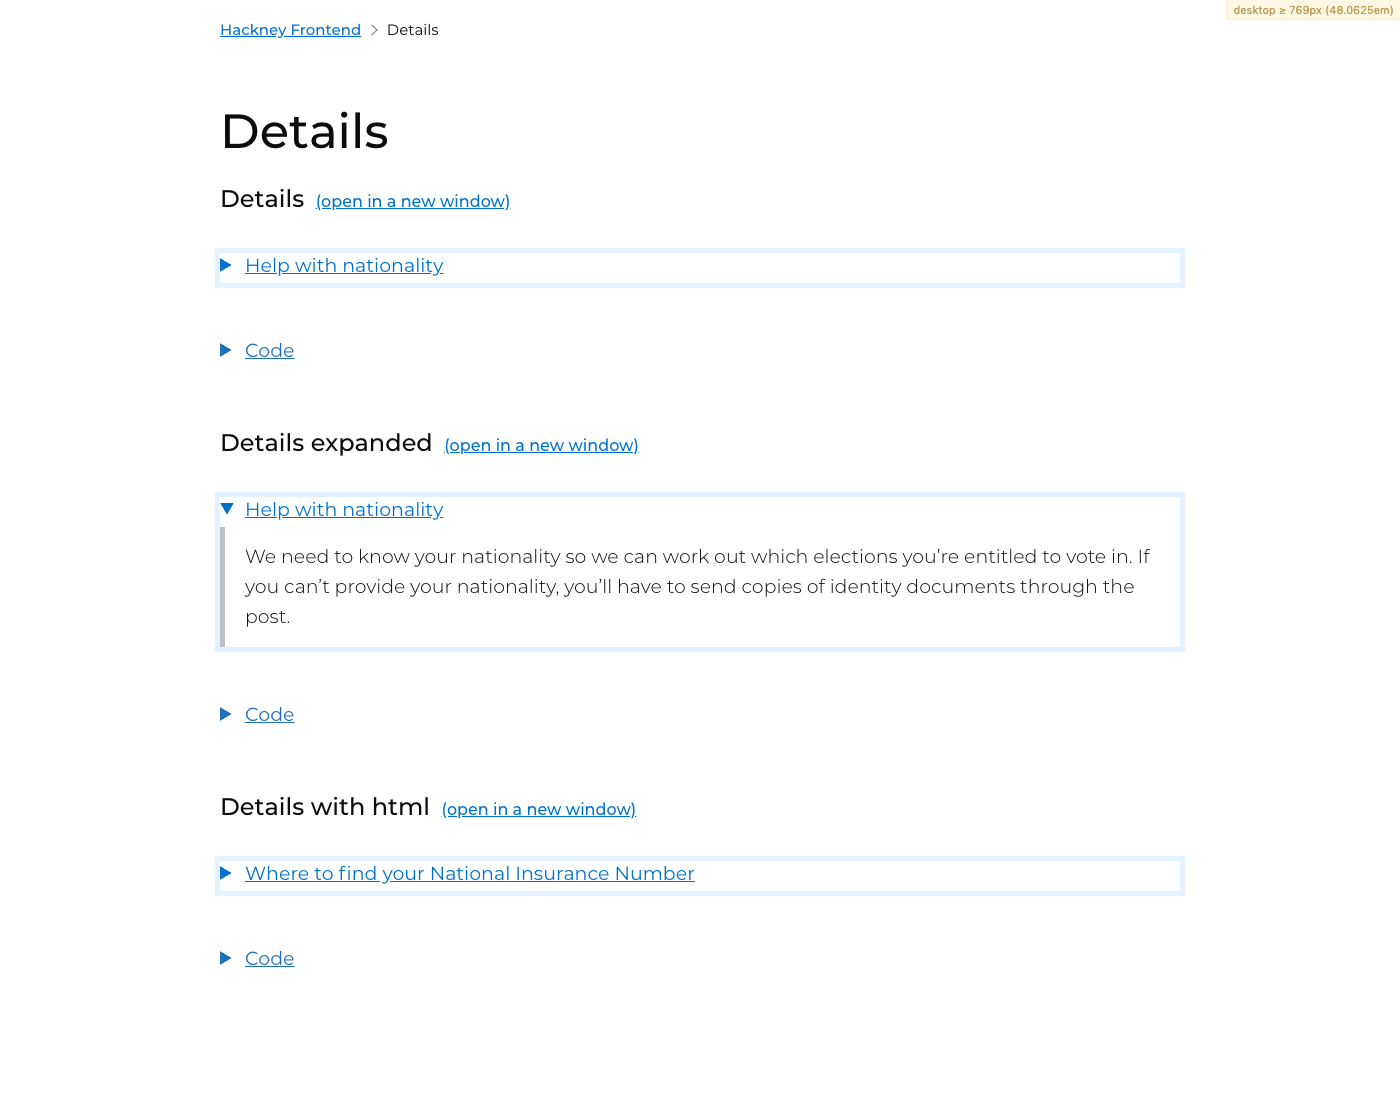 desktop ≥ 769px (48.0625em)
Hackney Frontend > Details
Details
Details (open in a new window)
Help with nationality
Code
Details expanded (open in a new window)
Help with nationality
We need to know your nationality so we can work out which elections you’re entitled to vote in. If
you can’t provide your nationality, you’ll have to send copies of identity documents through the
post.
Code
Details with html (open in a new window)
Where to find your National Insurance Number
Code